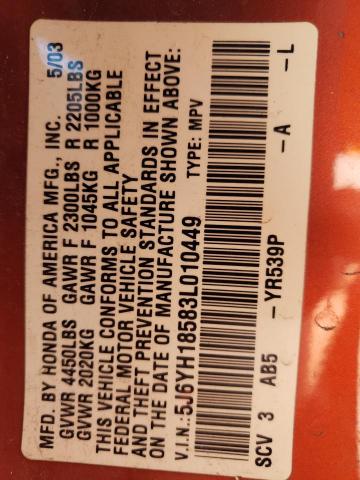 MFD. BY HONDA OF AMERICA MFG., INC. 5/03
GVWR 4450LBS GAWR F 2300LBS R 2205LBS
GVWR 2020KG GAWR F 1045KG R 1000KG
THIS VEHICLE CONFORMS TO ALL APPLICABLE
FEDERAL MOTOR VEHICLE SAFETY
AND THEFT PREVENTION STANDARDS IN EFFECT
ON THE DATE OF MANUFACTURE SHOWN ABOVE:
V.I.N.: 5J6YH18583L010449 TYPE: MPV
SCV 3 AB5 -YR539P -A -L